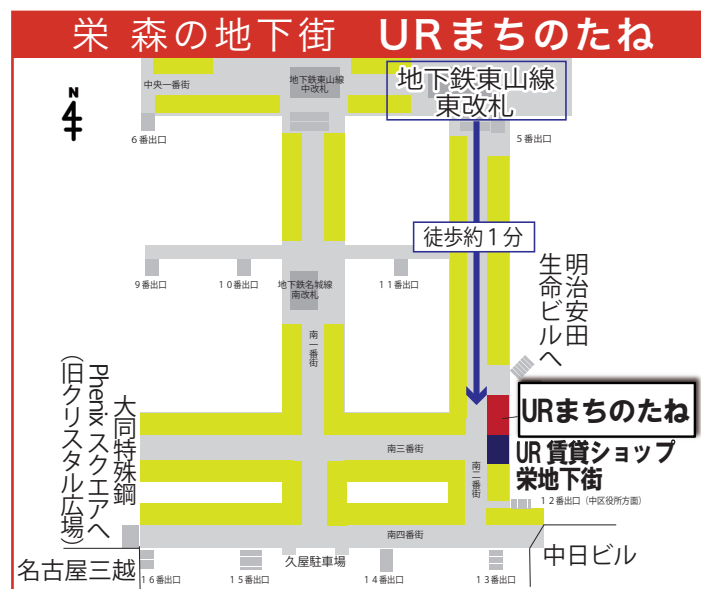 栄 森の地下街 URまちのたね
中央一番街
地下鉄東山線
中改札
地下鉄東山線
東改札
N
6番出口
5番出口
徒歩約1分
9番出口
10番出口
地下鉄名城線
南改札
11番出口
明治安田
生命ビルへ
南一番街
URまちのたね
UR賃貸ショップ
栄地下街
大同特殊鋼
Phenixスクエアへ
(旧クリスタル広場)
南三番街
南二番街
12番出口(中区役所方面)
南四番街
名古屋三越
久屋駐車場
中日ビル
16番出口
15番出口
14番出口
13番出口